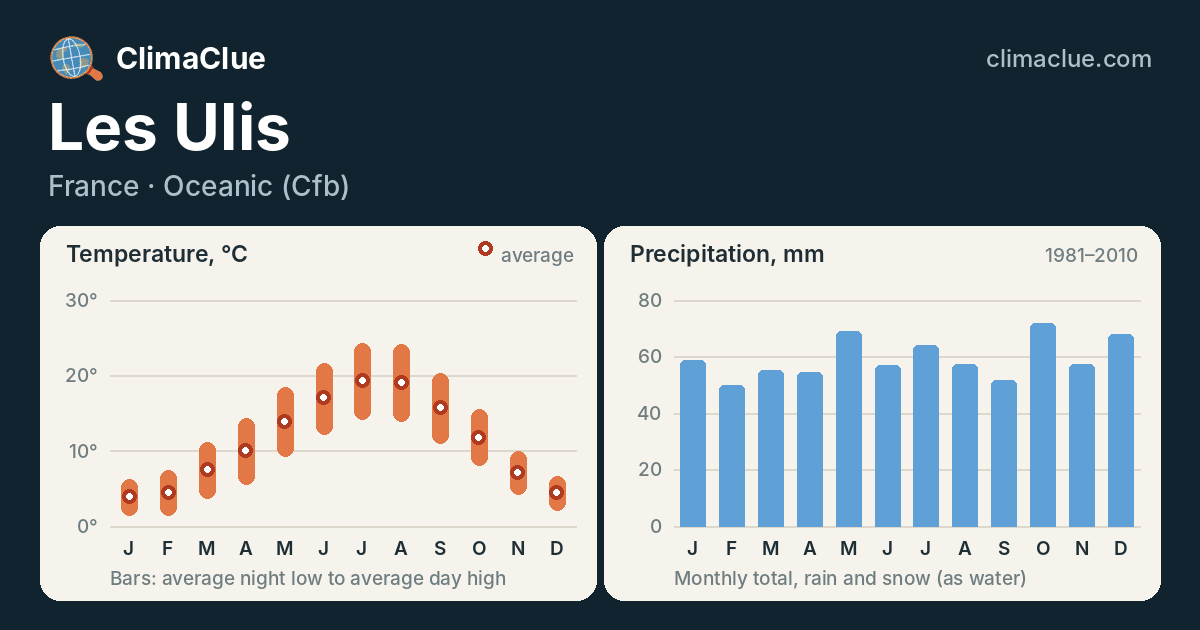 ClimaClue
climaclue.com
Les Ulis
France · Oceanic (Cfb)
Temperature, °C
average
30°
20°
10°
0°
J F M A M J J A S O N D
Bars: average night low to average day high
Precipitation, mm
1981–2010
80
60
40
20
0
J F M A M J J A S O N D
Monthly total, rain and snow (as water)